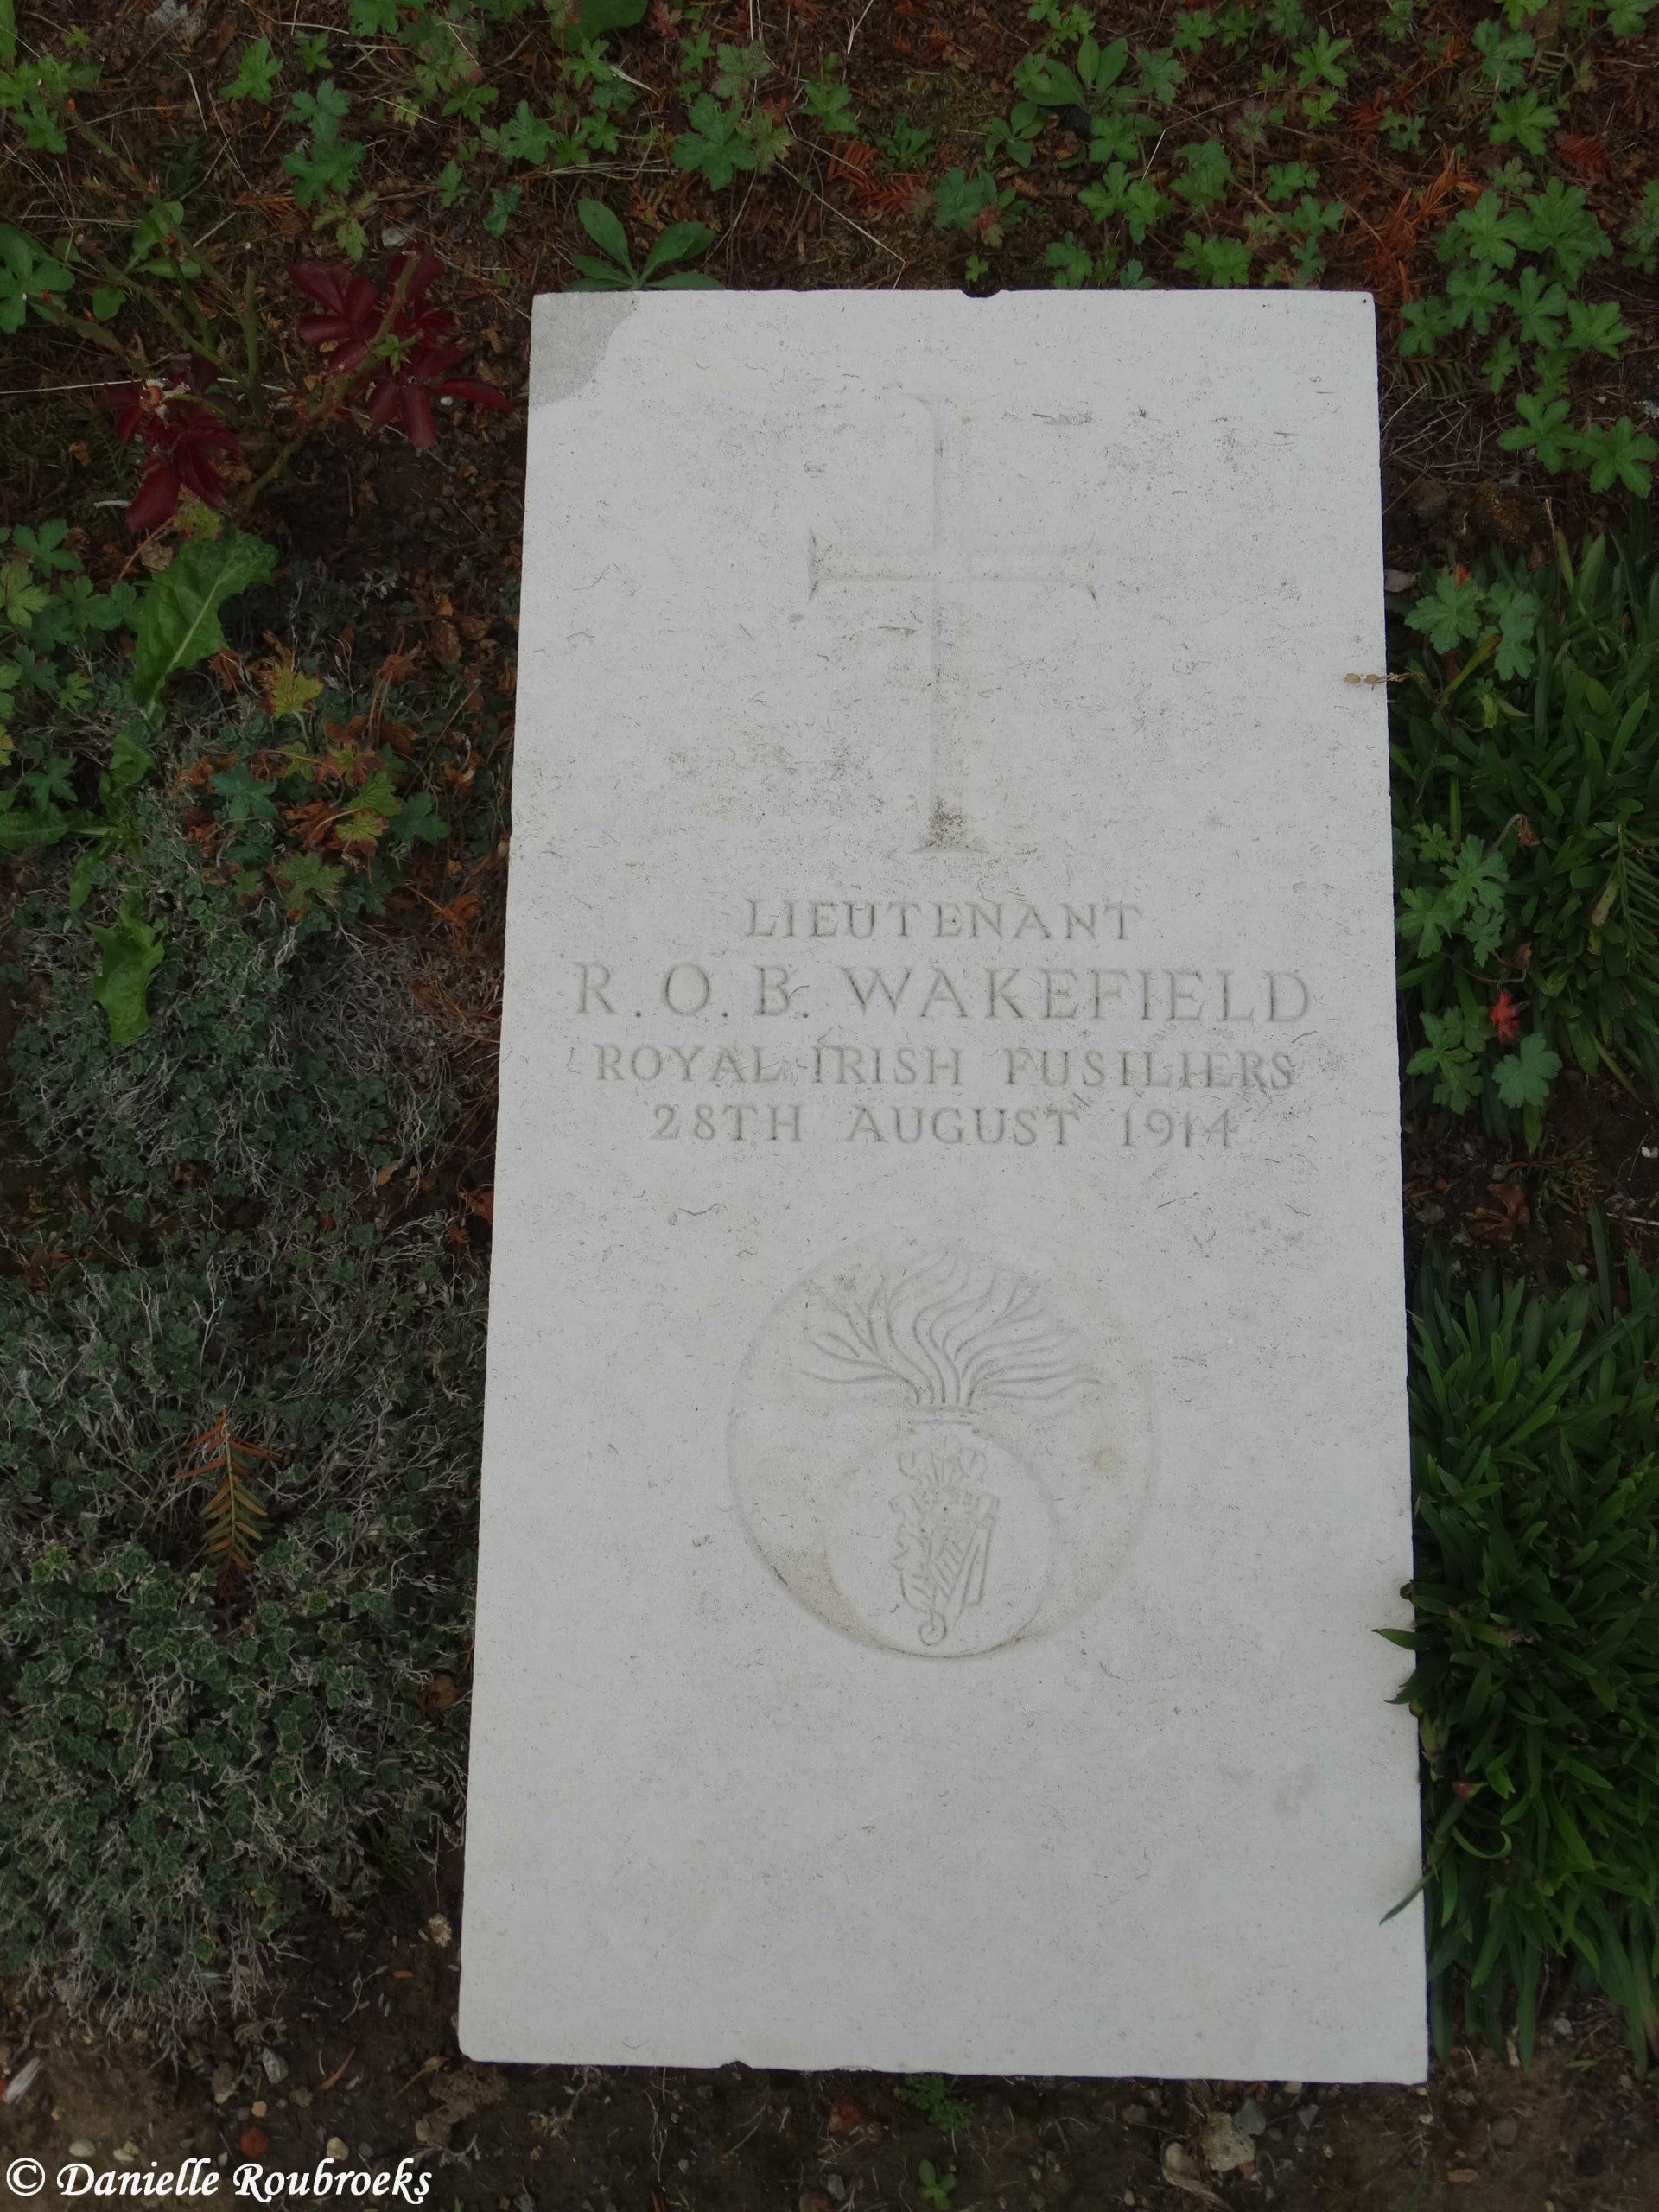 LIEUTENANT
R.O.B. WAKEFIELD
ROYAL IRISH FUSILIERS
28TH AUGUST 1914
© Danielle Roubroeks